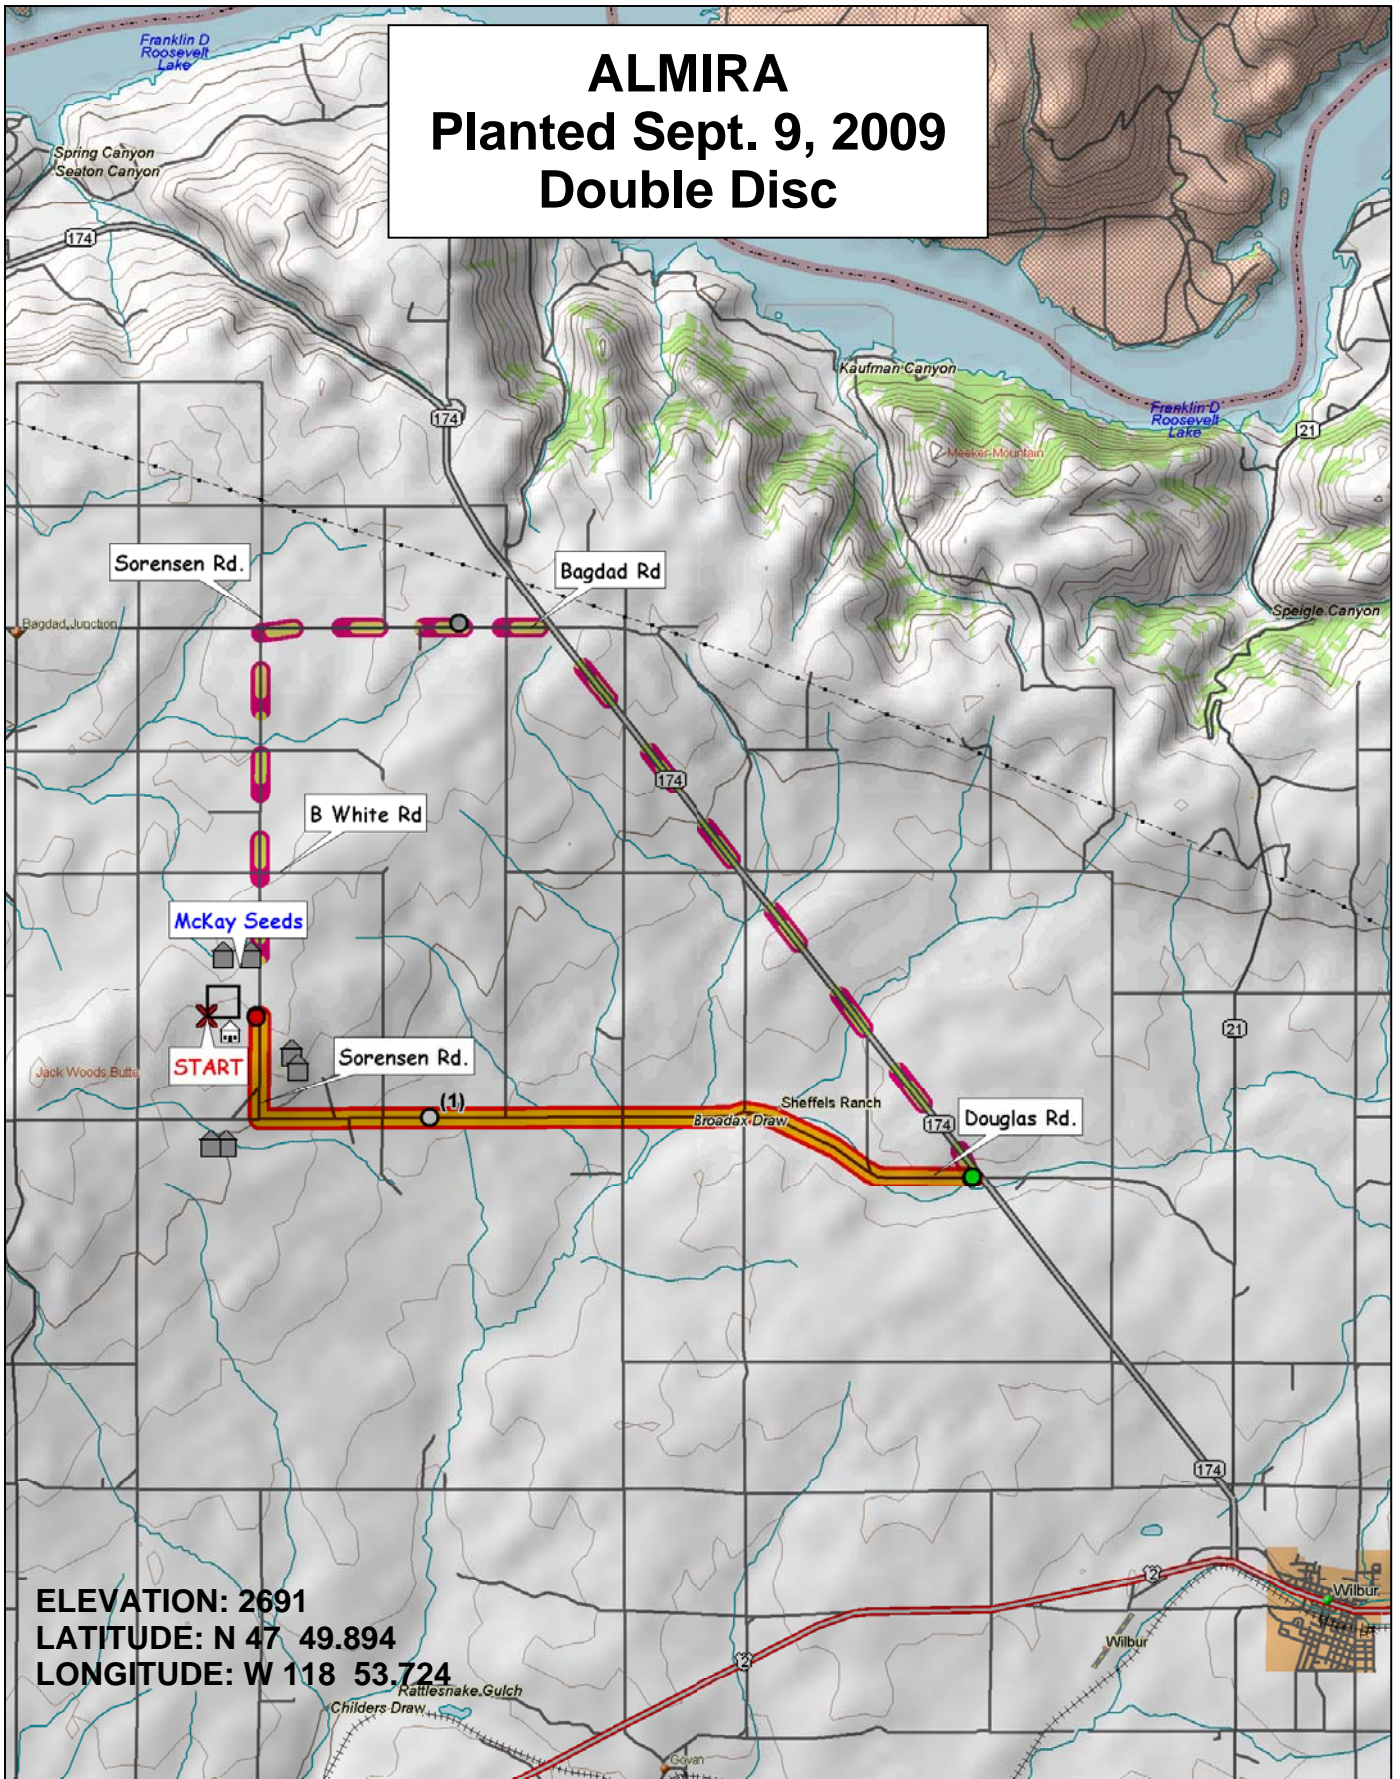 ALMIRA
Planted Sept. 9, 2009
Double Disc
Franklin D
Roosevelt
Lake
Spring Canyon
Seaton Canyon
174
Kaufman Canyon
174
Franklin D
Roosevelt
Lake
21
Meeker Mountain
Sorensen Rd.
Bagdad Rd
Speigle Canyon
Bagdad Junction
174
B White Rd
McKay Seeds
21
START
Sorensen Rd.
Jack Woods Butte
(1)
Sheffels Ranch
Broadax Draw
174
Douglas Rd.
174
2
Wilbur
ELEVATION: 2691
LATITUDE: N 47 49.894
LONGITUDE: W 118 53.724
Wilbur
2
Rattlesnake Gulch
Childers Draw
Govan